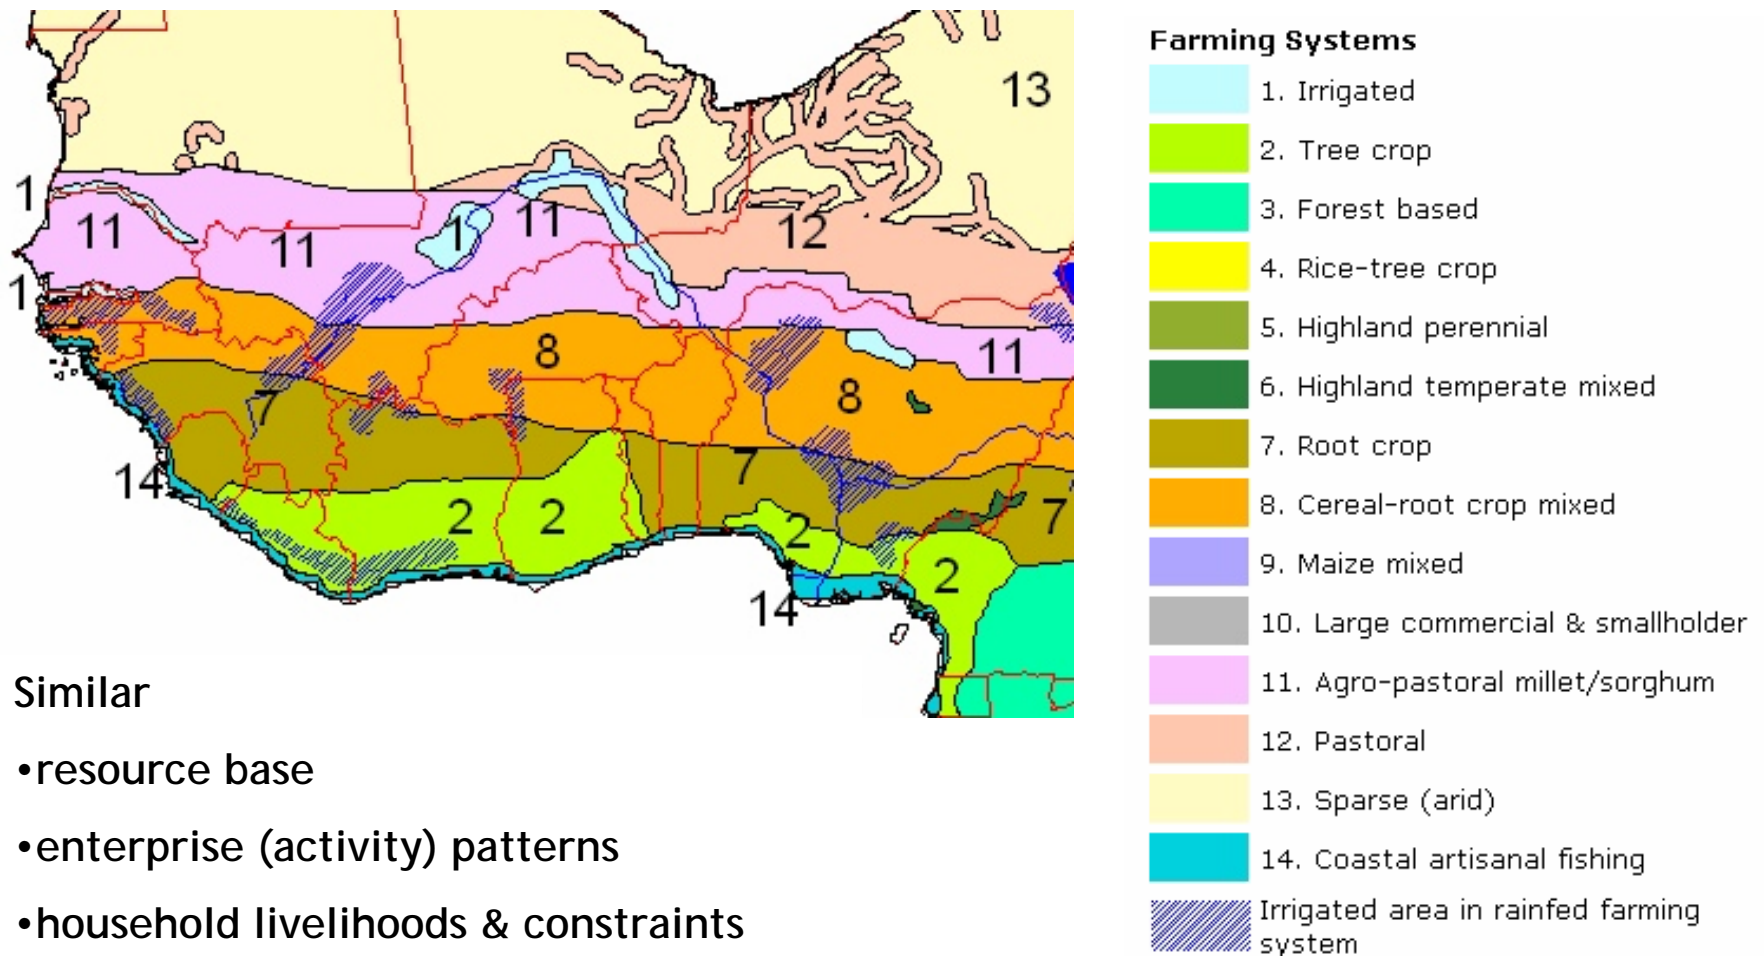 13
1
11
11
1
11
12
1
8
11
8
7
14
7
2
2
2
7
2
14
Similar
•resource base
•enterprise (activity) patterns
•household livelihoods & constraints
Farming Systems
1. Irrigated
2. Tree crop
3. Forest based
4. Rice-tree crop
5. Highland perennial
6. Highland temperate mixed
7. Root crop
8. Cereal-root crop mixed
9. Maize mixed
10. Large commercial & smallholder
11. Agro-pastoral millet/sorghum
12. Pastoral
13. Sparse (arid)
14. Coastal artisanal fishing
Irrigated area in rainfed farming
system